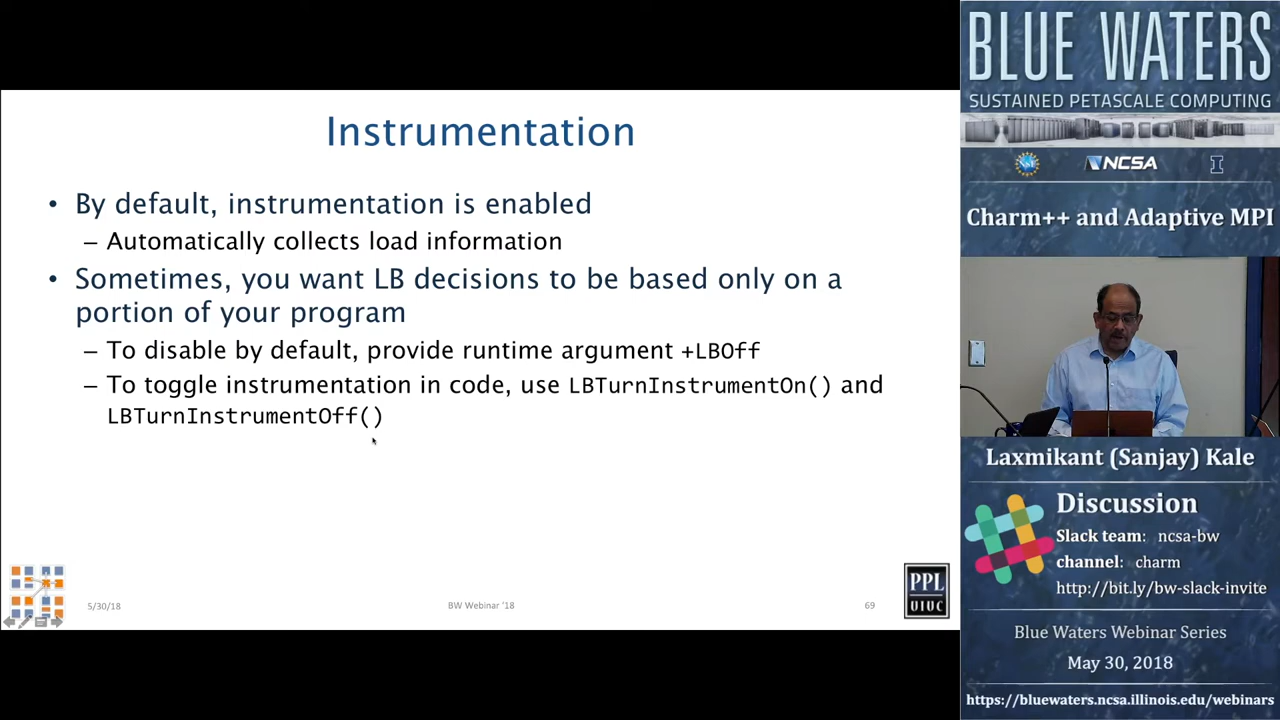 Instrumentation
• By default, instrumentation is enabled
– Automatically collects load information
• Sometimes, you want LB decisions to be based only on a
portion of your program
– To disable by default, provide runtime argument +LBOff
– To toggle instrumentation in code, use LBTurnInstrumentOn() and
LBTurnInstrumentOff()
5/30/18
BW Webinar '18
69
PPL
UIUC
BLUE WATERS
SUSTAINED PETASCALE COMPUTING
NSF
NCSA
I
Charm++ and Adaptive MPI
Laxmikant (Sanjay) Kale
Discussion
Slack team: ncsa-bw
channel: charm
http://bit.ly/bw-slack-invite
Blue Waters Webinar Series
May 30, 2018
https://bluewaters.ncsa.illinois.edu/webinars